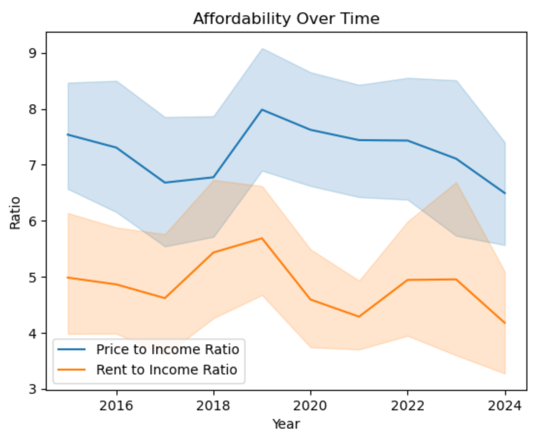 Affordability Over Time
Ratio
9
8
7
6
5
4
3
Price to Income Ratio
Rent to Income Ratio
2016 2018 2020 2022 2024
Year